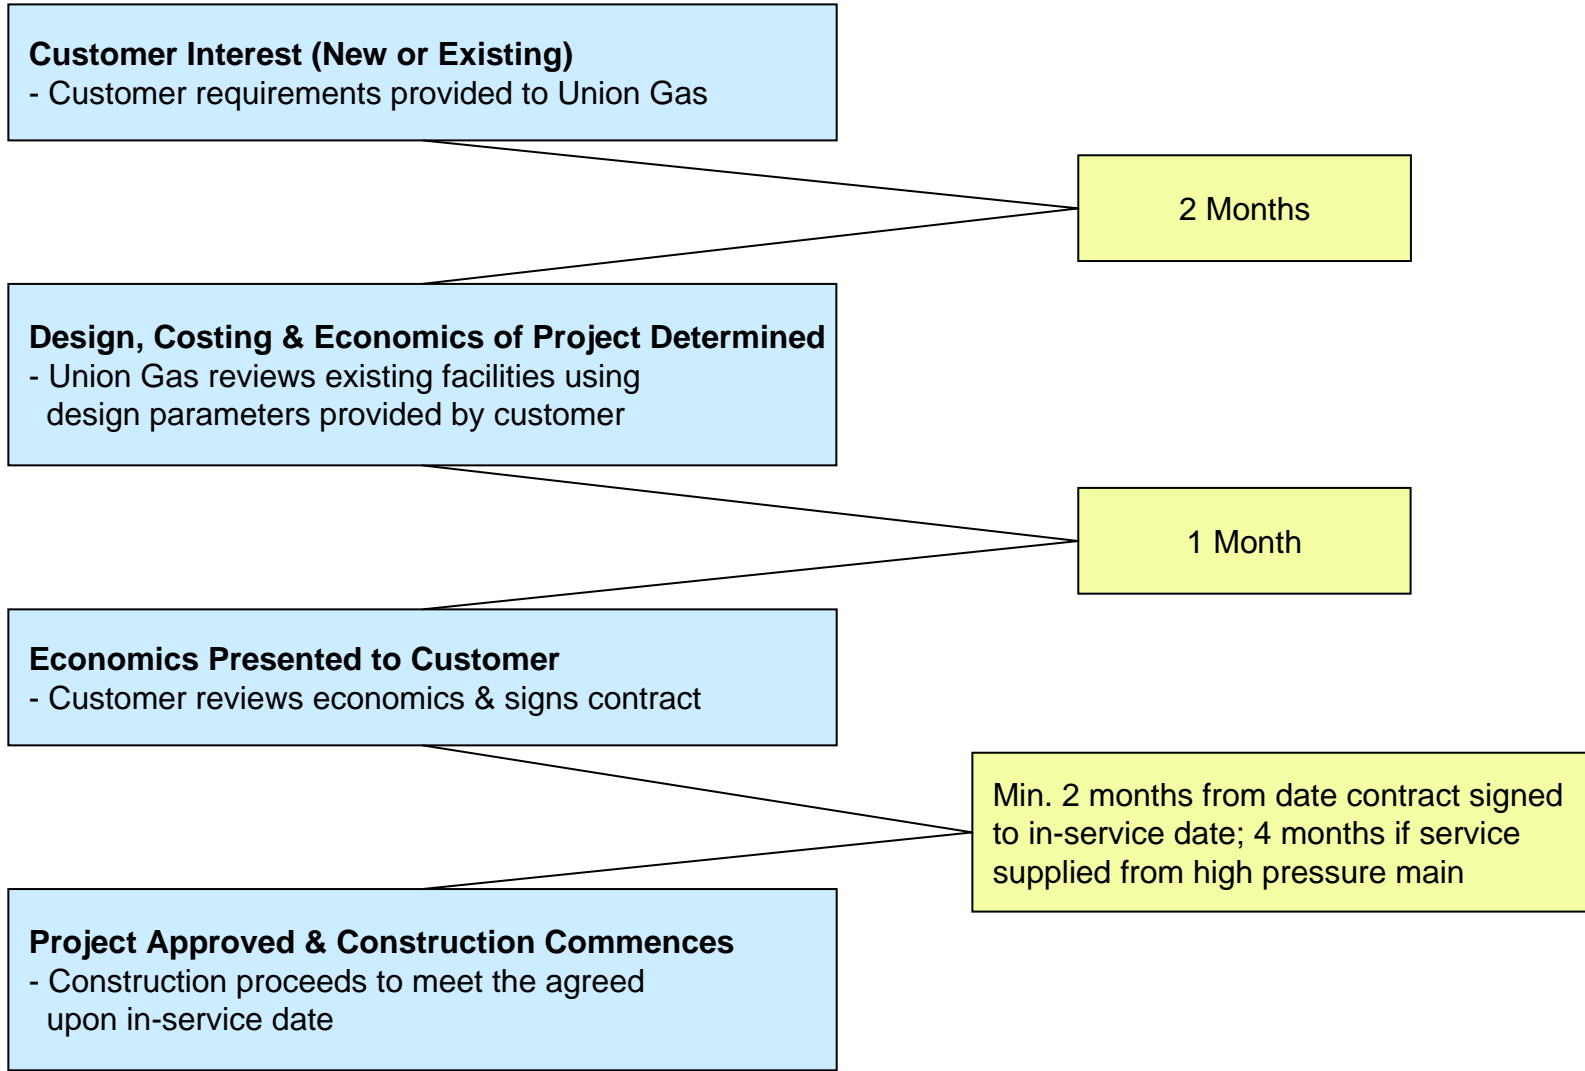 Customer Interest (New or Existing)
- Customer requirements provided to Union Gas
2 Months
Design, Costing & Economics of Project Determined
- Union Gas reviews existing facilities using
design parameters provided by customer
1 Month
Economics Presented to Customer
- Customer reviews economics & signs contract
Min. 2 months from date contract signed
to in-service date; 4 months if service
supplied from high pressure main
Project Approved & Construction Commences
- Construction proceeds to meet the agreed
upon in-service date